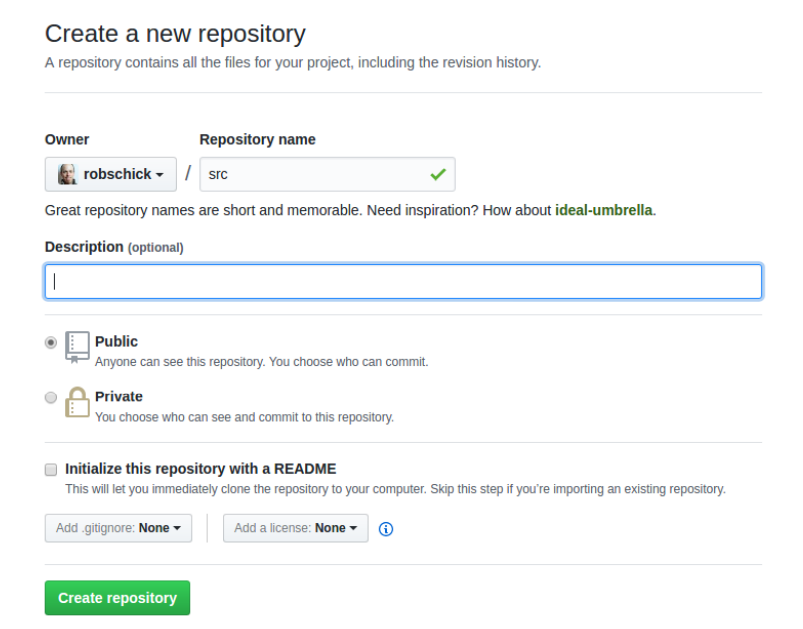 Create a new repository
A repository contains all the files for your project, including the revision history.
Owner Repository name
robschick / src
Great repository names are short and memorable. Need inspiration? How about ideal-umbrella.
Description (optional)
Public
Anyone can see this repository. You choose who can commit.
Private
You choose who can see and commit to this repository.
Initialize this repository with a README
This will let you immediately clone the repository to your computer. Skip this step if you’re importing an existing repository.
Add .gitignore: None Add a license: None
Create repository